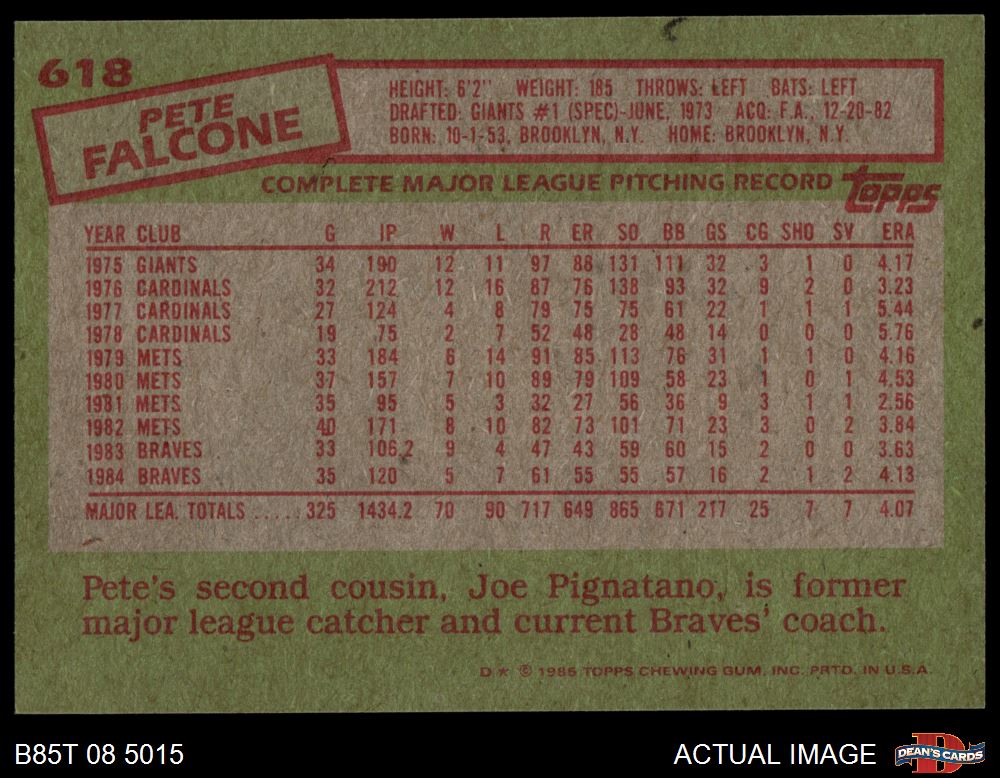 618
PETE
FALCONE
HEIGHT: 6'2" WEIGHT: 185 THROWS: LEFT BATS: LEFT
DRAFTED: GIANTS #1 (SPEC)-JUNE, 1973 ACQ: F.A., 12-20-82
BORN: 10-1-53, BROOKLYN, N.Y. HOME: BROOKLYN, N.Y.
COMPLETE MAJOR LEAGUE PITCHING RECORD topps
YEAR CLUB G IP W L R ER SO BB GS CG SHO SV ERA
1975 GIANTS 34 190 12 11 97 88 131 111 32 3 1 0 4.17
1976 CARDINALS 32 212 12 16 87 76 138 93 32 9 2 0 3.23
1977 CARDINALS 27 124 4 8 79 75 75 61 22 1 1 1 5.44
1978 CARDINALS 19 75 2 7 52 48 28 48 14 0 0 0 5.76
1979 METS 33 184 6 14 91 85 113 76 31 1 1 0 4.16
1980 METS 37 157 7 10 89 79 109 58 23 1 0 1 4.53
1981 METS 35 95 5 3 32 27 56 36 9 3 1 1 2.56
1982 METS 40 171 8 10 82 73 101 71 23 3 0 2 3.84
1983 BRAVES 33 106.2 9 4 47 43 59 60 15 2 0 0 3.63
1984 BRAVES 35 120 5 7 61 55 55 57 16 2 1 2 4.13
MAJOR LEA. TOTALS ..... 325 1434.2 70 90 717 649 865 671 217 25 7 7 4.07
Pete's second cousin, Joe Pignatano, is former
major league catcher and current Braves' coach.
D * © 1985 TOPPS CHEWING GUM, INC. PRTD. IN U.S.A.
B85T 08 5015 ACTUAL IMAGE DEAN'S CARDS